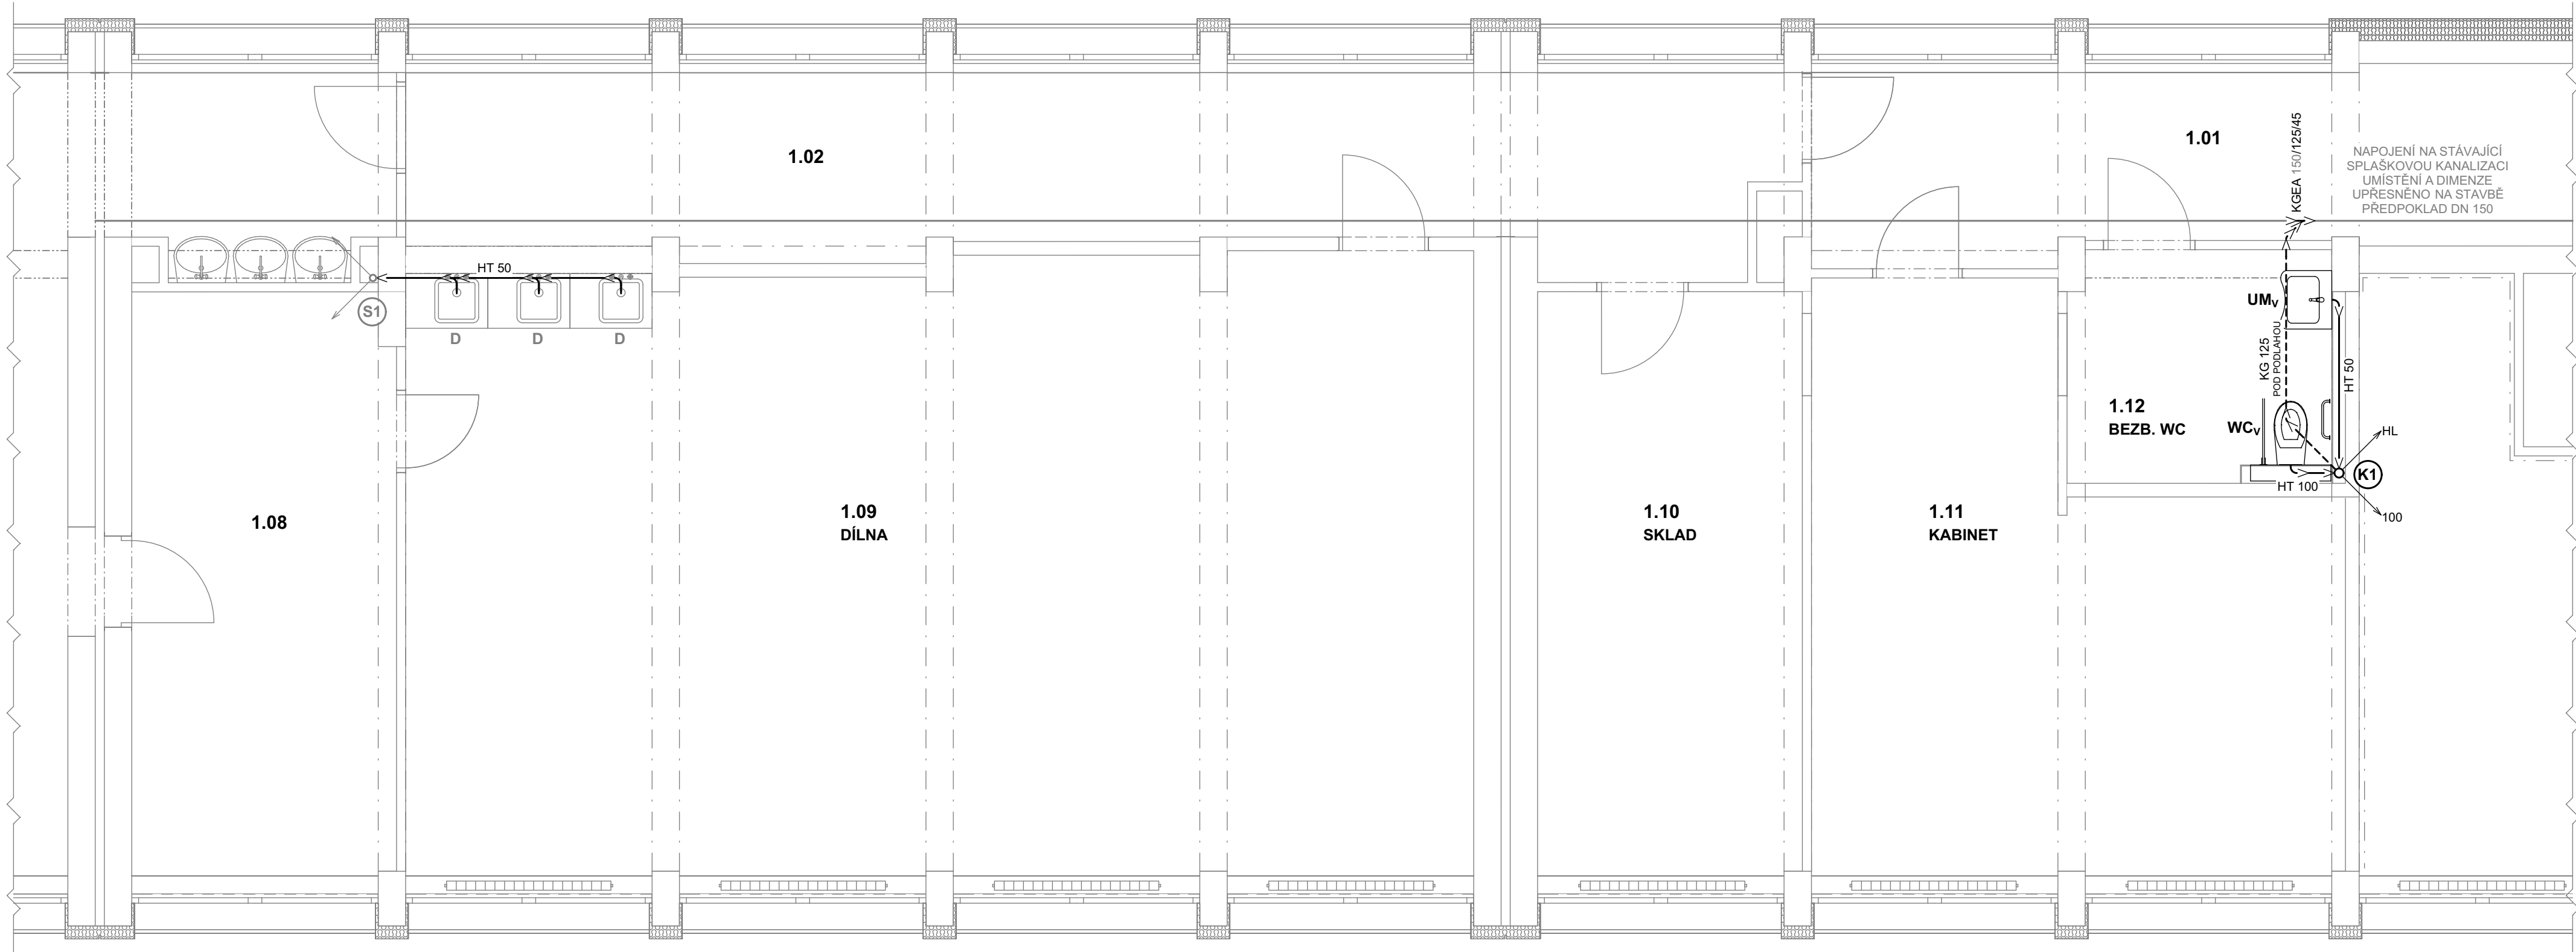 1.02
1.01
KGEA 150/125/45
NAPOJENÍ NA STÁVAJÍCÍ
SPLAŠKOVOU KANALIZACI
UMÍSTĚNÍ A DIMENZE
UPŘESNĚNO NA STAVBĚ
PŘEDPOKLAD DN 150
HT 50
S1
D
D
D
UMV
KG 125
POD PODLAHOU
HT 50
1.12
BEZB. WC
WCV
HL
K1
HT 100
100
1.08
1.09
DÍLNA
1.10
SKLAD
1.11
KABINET